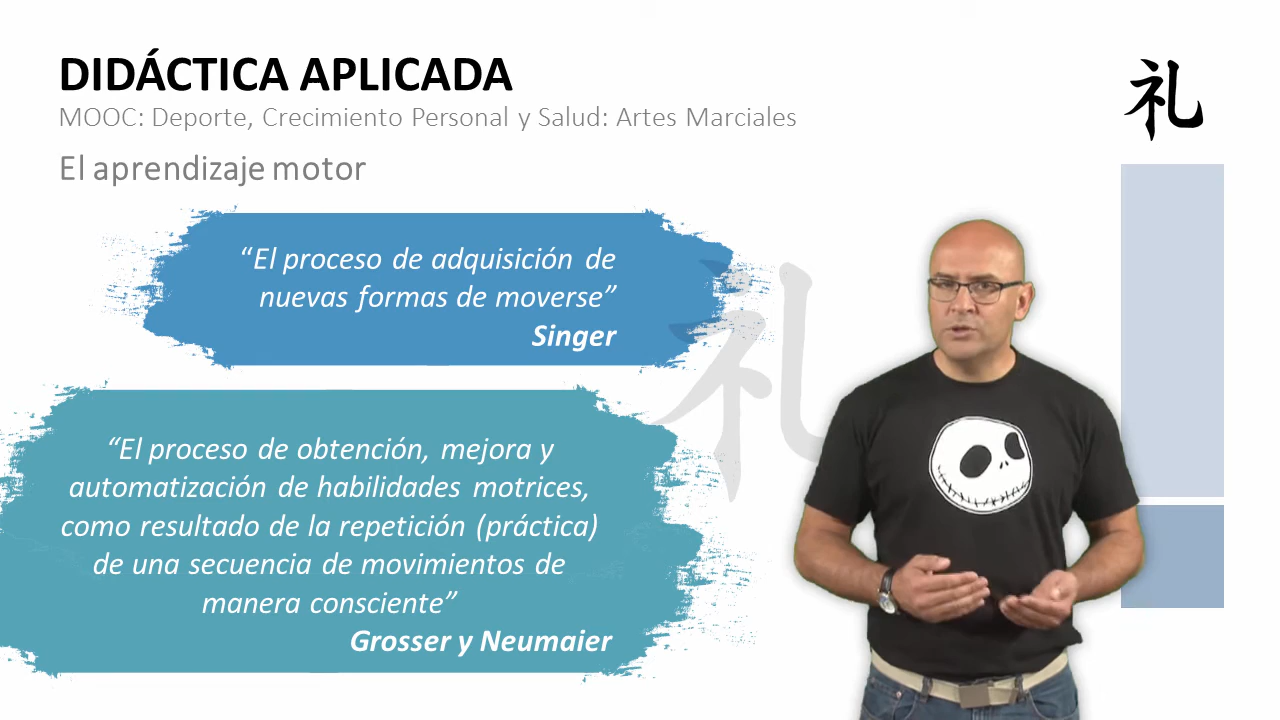 DIDÁCTICA APLICADA
MOOC: Deporte, Crecimiento Personal y Salud: Artes Marciales
El aprendizaje motor
礼
“El proceso de adquisición de
nuevas formas de moverse”
Singer
礼
“El proceso de obtención, mejora y
automatización de habilidades motrices,
como resultado de la repetición (práctica)
de una secuencia de movimientos de
manera consciente”
Grosser y Neumaier